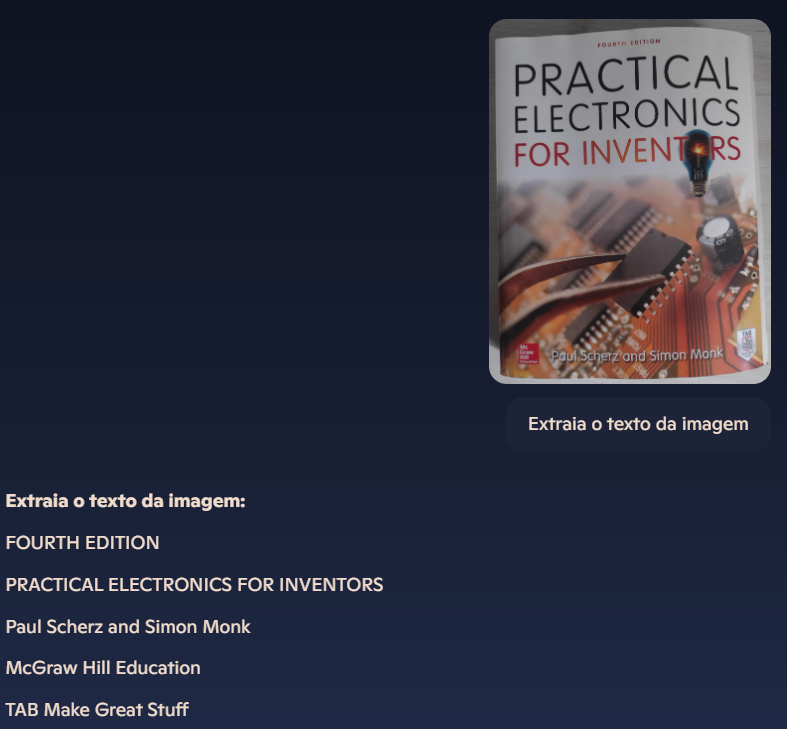 FOURTH EDITION
PRACTICAL
ELECTRONICS
FOR INVENTORS
Mc
Graw
Hill
Education
Paul Scherz and Simon Monk
TAB
Extraia o texto da imagem
Extraia o texto da imagem:
FOURTH EDITION
PRACTICAL ELECTRONICS FOR INVENTORS
Paul Scherz and Simon Monk
McGraw Hill Education
TAB Make Great Stuff